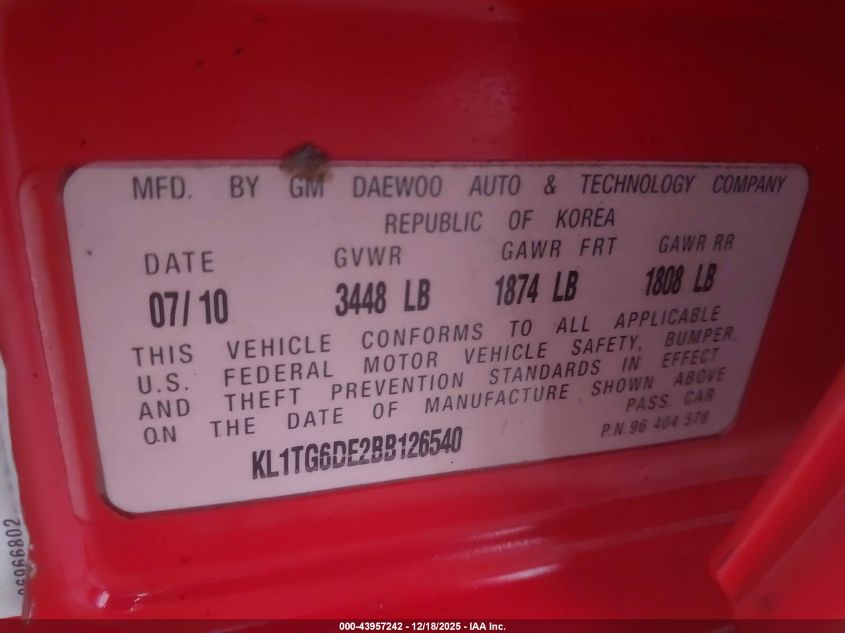 MFD. BY GM DAEWOO AUTO & TECHNOLOGY COMPANY
REPUBLIC OF KOREA
DATE GVWR GAWR FRT GAWR RR
07/10 3448 LB 1874 LB 1808 LB
THIS VEHICLE CONFORMS TO ALL APPLICABLE
U.S. FEDERAL MOTOR VEHICLE SAFETY, BUMPER,
AND THEFT PREVENTION STANDARDS IN EFFECT
ON THE DATE OF MANUFACTURE SHOWN ABOVE
PASS. CAR
KL1TG6DE2BB126540 P.N.96 404 578
96966802
000-43957242 - 12/18/2025 - IAA Inc.